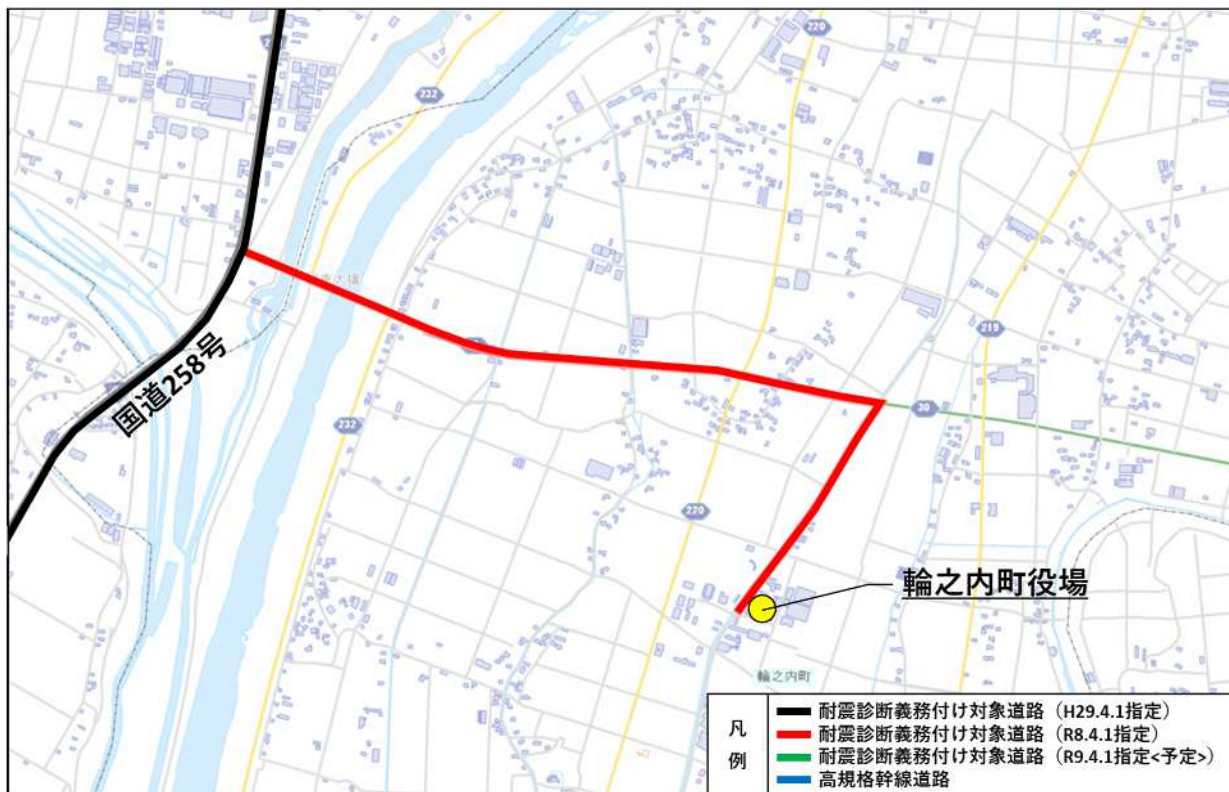 220
232
国道258号
219
30
232
220
輪之内町役場
輪之内町
凡例
耐震診断義務付け対象道路（H29.4.1指定）
耐震診断義務付け対象道路（R8.4.1指定）
耐震診断義務付け対象道路（R9.4.1指定<予定>）
高規格幹線道路